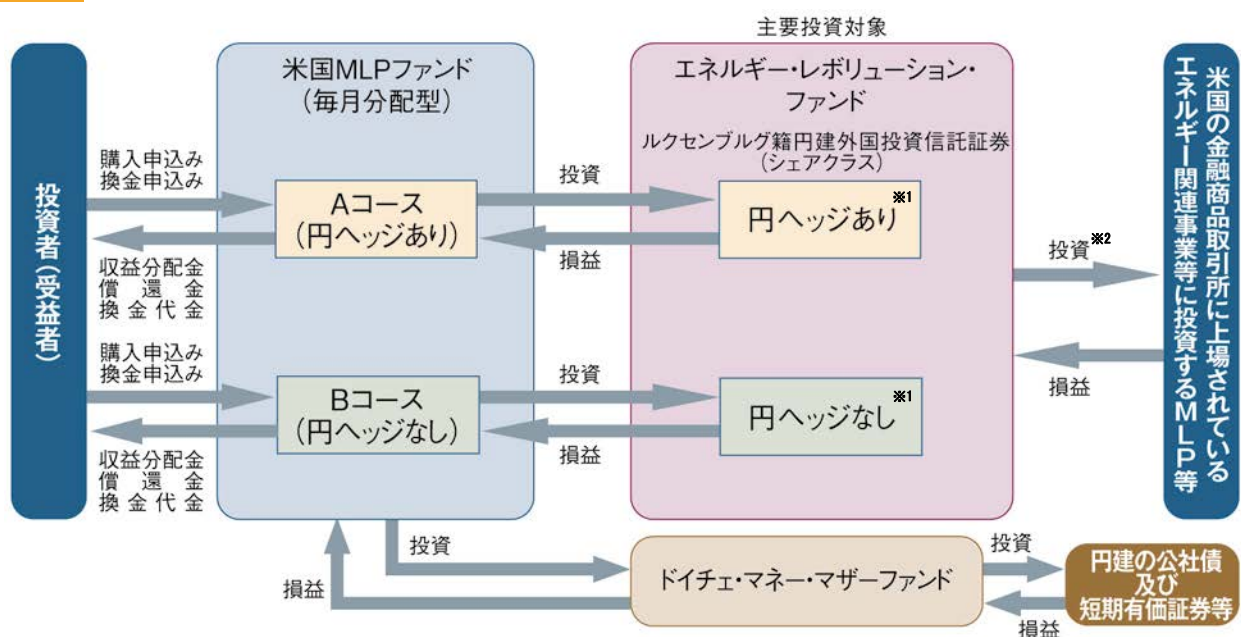 主要投資対象
投資者(受益者)
購入申込み
換金申込み
収益分配金
償還金
換金代金
購入申込み
換金申込み
収益分配金
償還金
換金代金
米国MLPファンド
(毎月分配型)
Aコース
(円ヘッジあり)
Bコース
(円ヘッジなし)
投資
損益
投資
損益
エネルギー・レボリューション・
ファンド
ルクセンブルグ籍円建外国投資信託証券
(シェアクラス)
円ヘッジあり※1
円ヘッジなし※1
投資※2
損益
米国の金融商品取引所に上場されている
エネルギー関連事業等に投資するMLP等
投資
損益
ドイチェ・マネー・マザーファンド
投資
損益
円建の公社債
及び
短期有価証券等